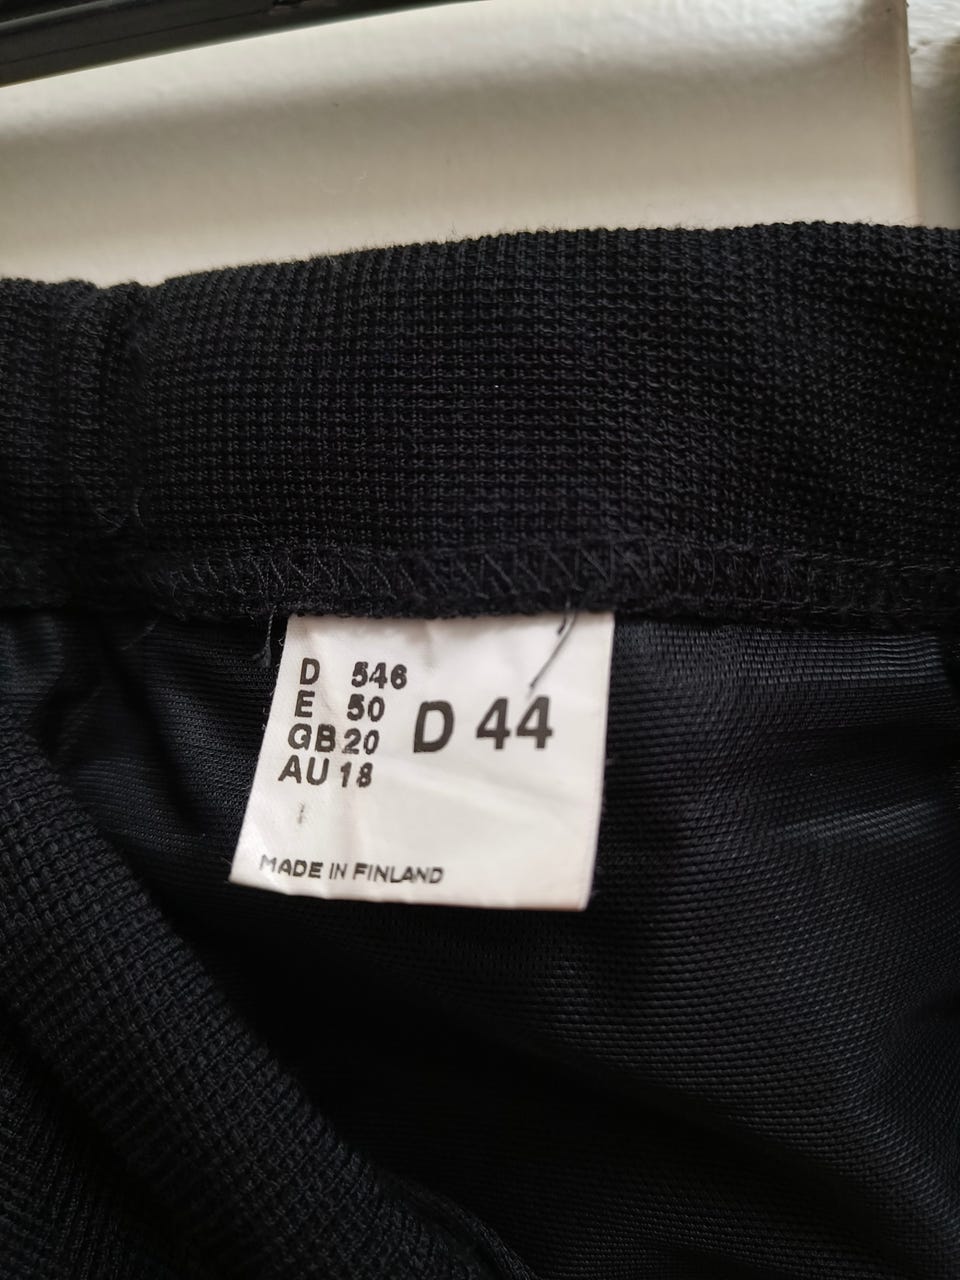 D 546
E 50
GB 20
AU 18
D 44
MADE IN FINLAND